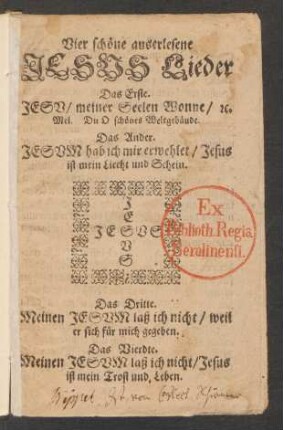 Vier schöne auserlesene
JESUS Lieder
Das Erste.
JESU/ meiner Seelen Wonne/ ꝛc.
Mel. Du O schönes Weltgebäude.
Das Ander.
JESUM hab ich mir erwehlet/ Jesus
ist mein Liecht und Schein.
J
E
JESUS
U
S
Ex
Biblioth. Regia
Berolinensi.
Das Dritte.
Meinen JESUM laß ich nicht/ weil
er sich für mich gegeben.
Das Vierdte.
Meinen JESUM laß ich nicht/ Jesus
ist mein Trost und Leben.